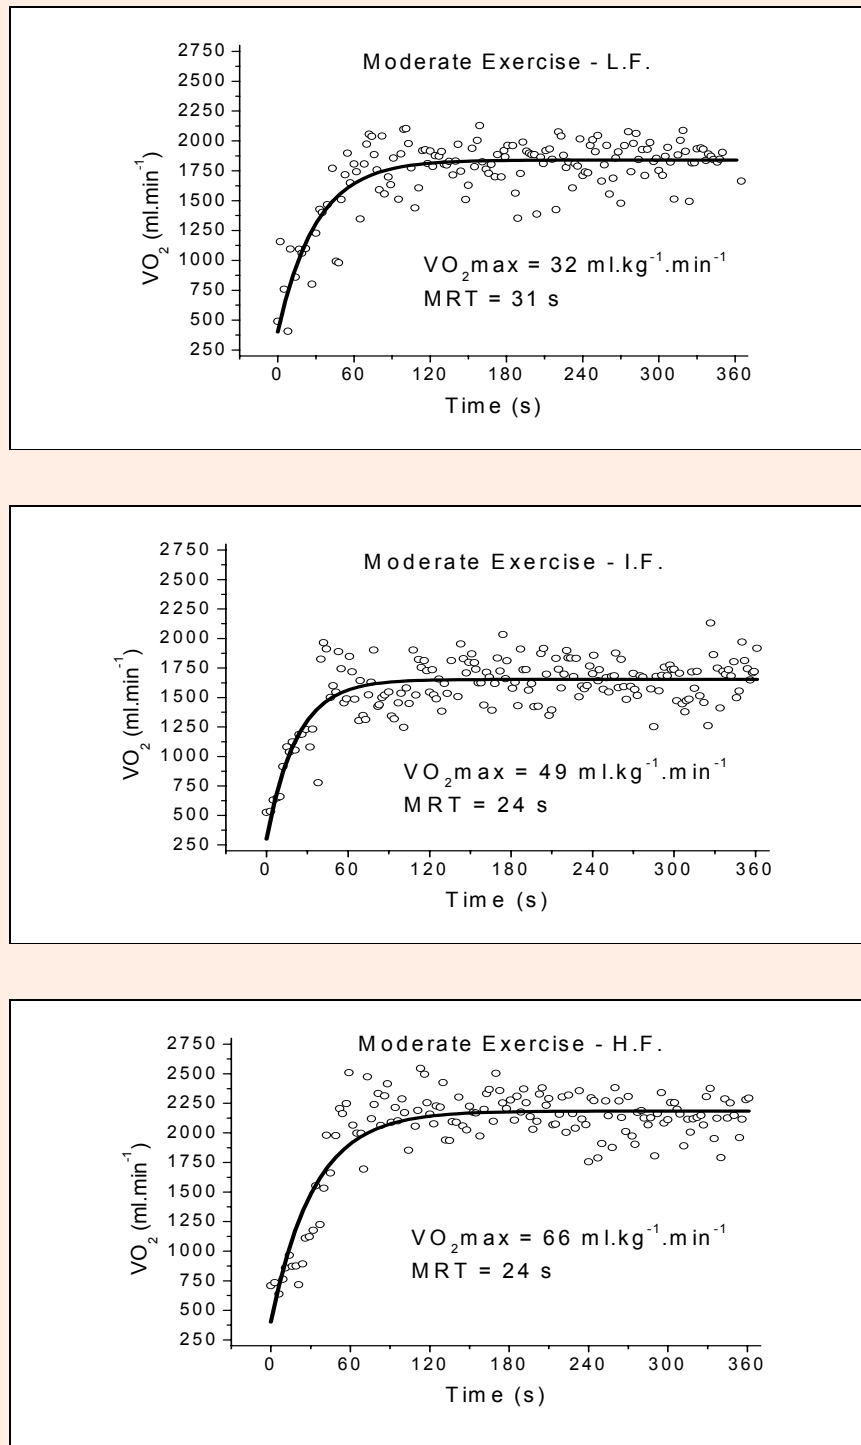 Moderate Exercise - L.F.
2750
2500
2250
2000
1750
1500
1250
1000
750
500
250
VO₂ (ml.min⁻¹)
VO₂max = 32 ml.kg⁻¹.min⁻¹
MRT = 31 s
0 60 120 180 240 300 360
Time (s)
Moderate Exercise - I.F.
2750
2500
2250
2000
1750
1500
1250
1000
750
500
250
VO₂ (ml.min⁻¹)
VO₂max = 49 ml.kg⁻¹.min⁻¹
MRT = 24 s
0 60 120 180 240 300 360
Time (s)
Moderate Exercise - H.F.
2750
2500
2250
2000
1750
1500
1250
1000
750
500
250
VO₂ (ml.min⁻¹)
VO₂max = 66 ml.kg⁻¹.min⁻¹
MRT = 24 s
0 60 120 180 240 300 360
Time (s)